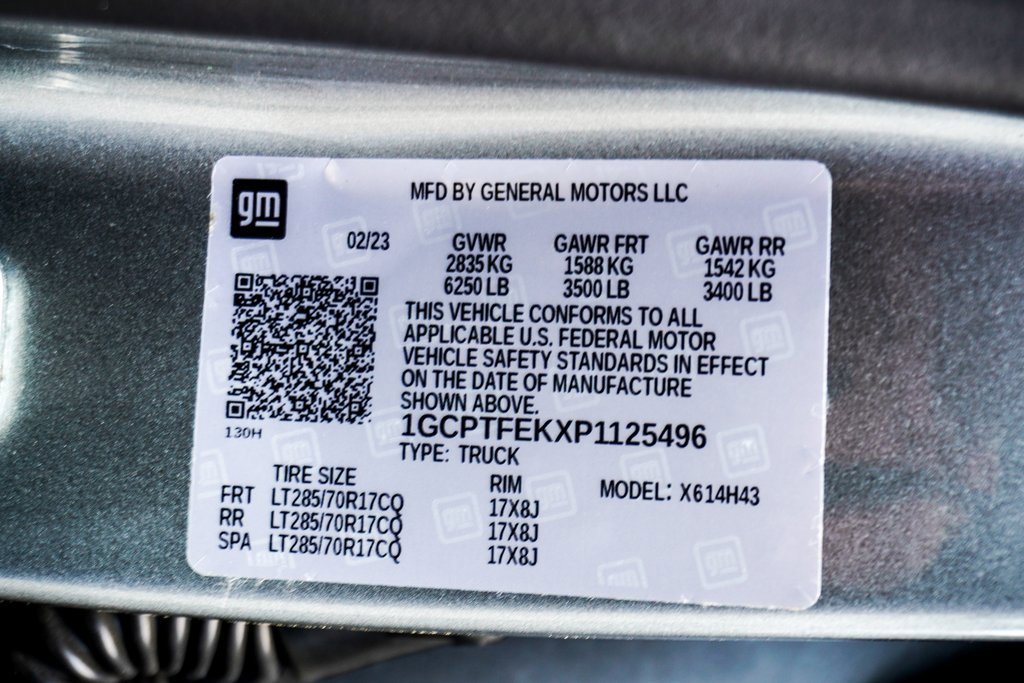 gm
MFD BY GENERAL MOTORS LLC
02/23 GVWR GAWR FRT GAWR RR
2835 KG 1588 KG 1542 KG
6250 LB 3500 LB 3400 LB
THIS VEHICLE CONFORMS TO ALL
APPLICABLE U.S. FEDERAL MOTOR
VEHICLE SAFETY STANDARDS IN EFFECT
ON THE DATE OF MANUFACTURE
SHOWN ABOVE.
130H
1GCPTFEKXP1125496
TYPE: TRUCK
TIRE SIZE RIM MODEL: X614H43
FRT LT285/70R17CQ 17X8J
RR LT285/70R17CQ 17X8J
SPA LT285/70R17CQ 17X8J